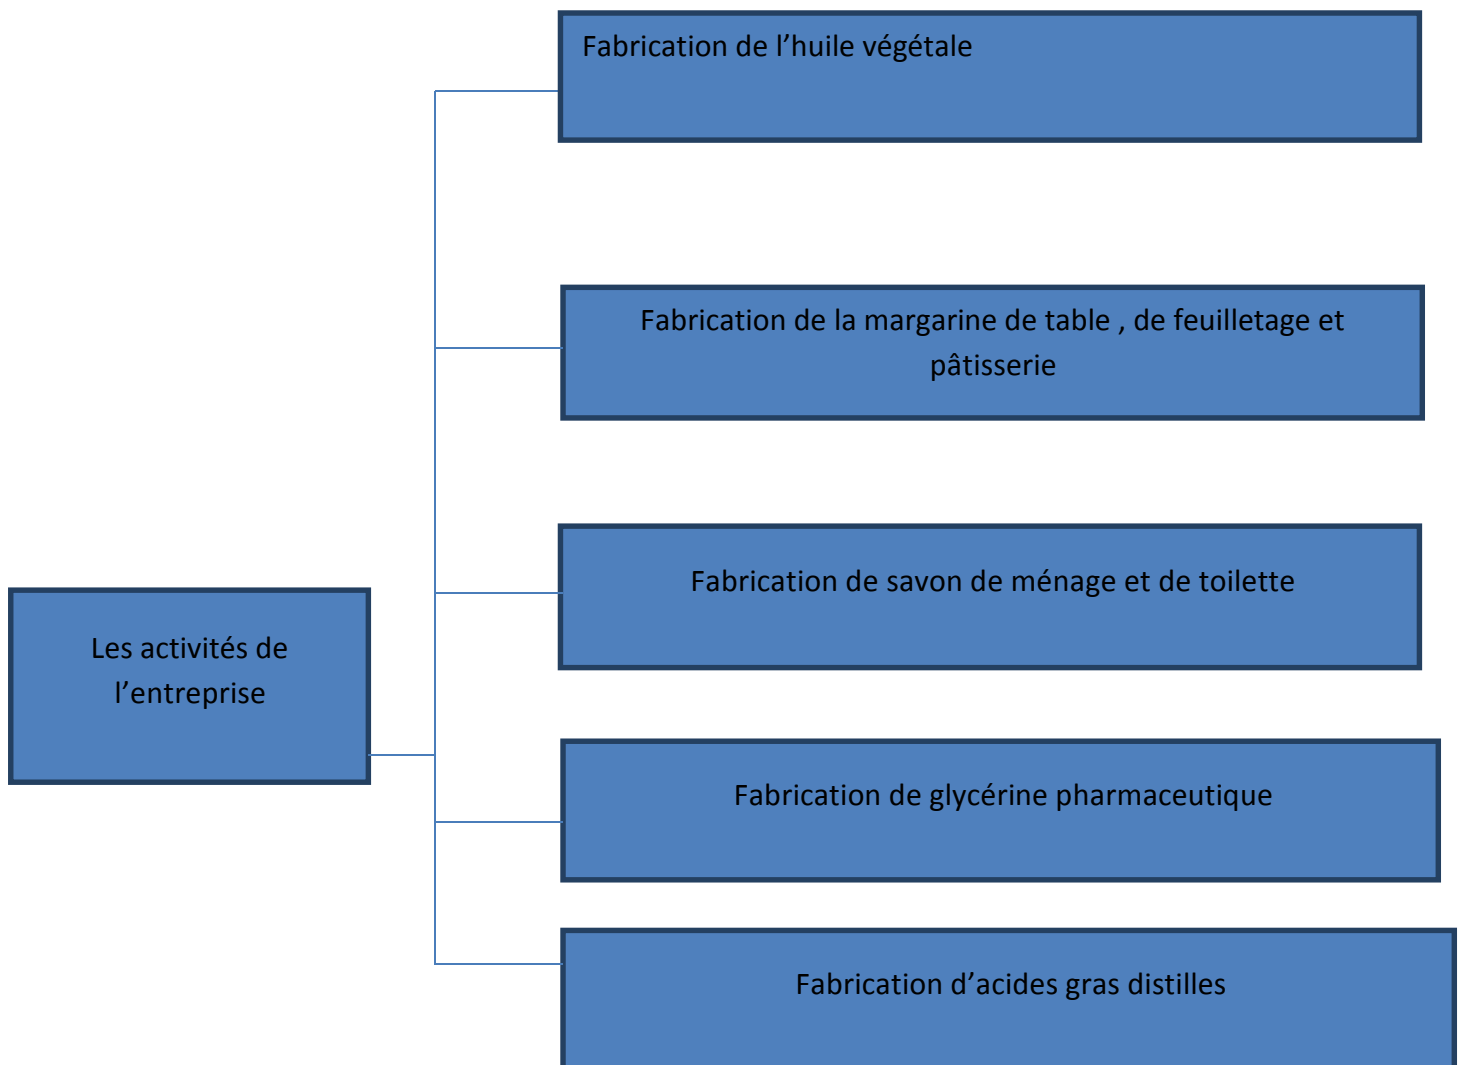 Fabrication de l’huile végétale
Fabrication de la margarine de table , de feuilletage et
pâtisserie
Fabrication de savon de ménage et de toilette
Les activités de
l’entreprise
Fabrication de glycérine pharmaceutique
Fabrication d’acides gras distilles